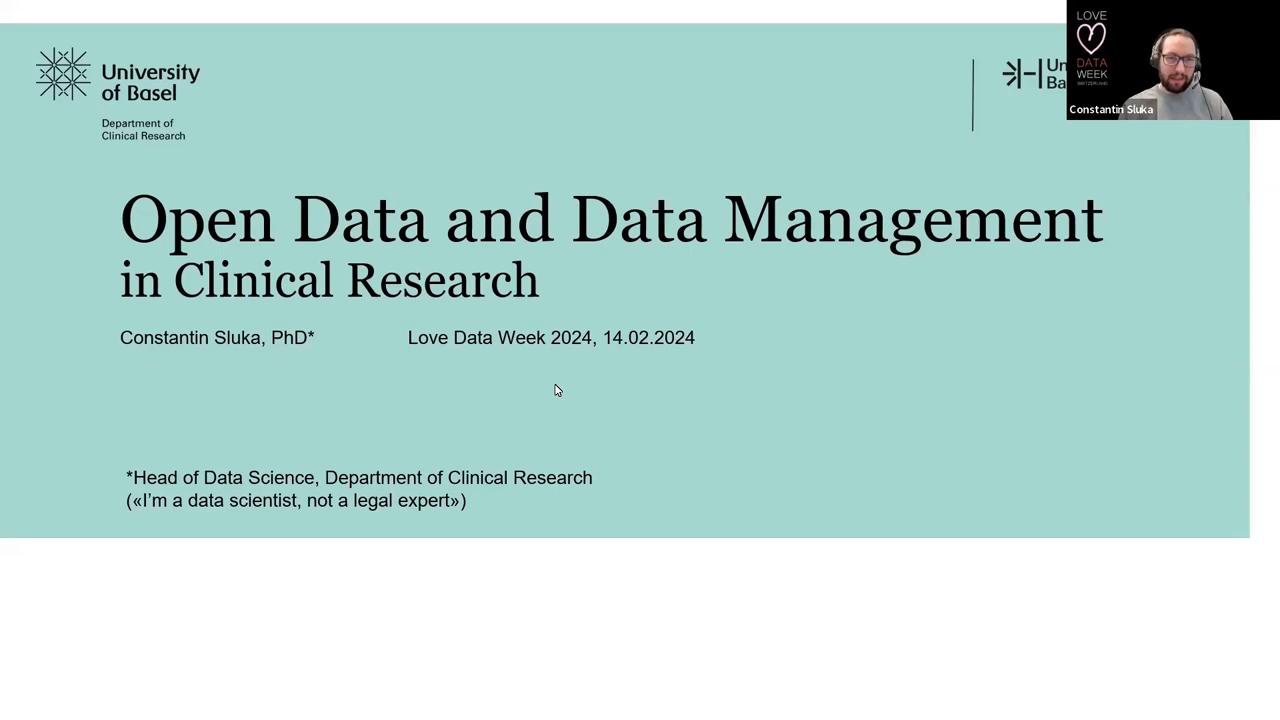 University
of Basel
Department of
Clinical Research
LOVE
DATA
WEEK
SWITZERLAND
Constantin Sluka
Open Data and Data Management
in Clinical Research
Constantin Sluka, PhD* Love Data Week 2024, 14.02.2024
*Head of Data Science, Department of Clinical Research
(«I'm a data scientist, not a legal expert»)